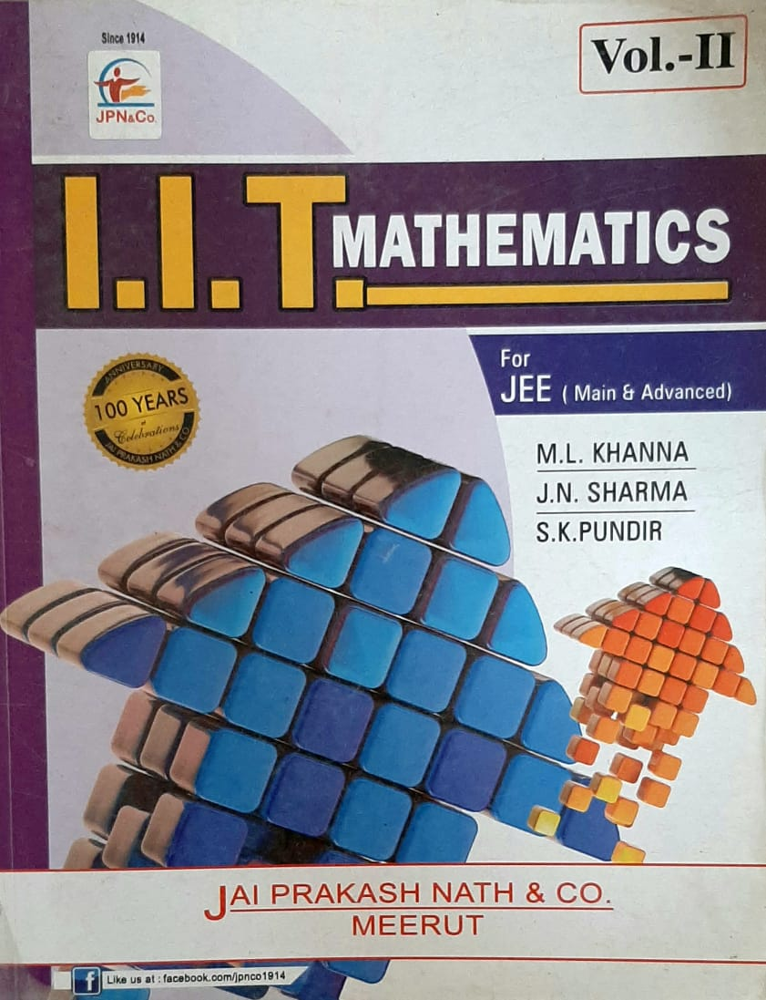 Since 1914
JPN&Co.
Vol.-II
I.I.T. MATHEMATICS
For
JEE ( Main & Advanced)
ANNIVERSARY
100 YEARS
of
Celebrations
JAI PRAKASH NATH & CO.
M.L. KHANNA
J.N. SHARMA
S.K.PUNDIR
JAI PRAKASH NATH & CO.
MEERUT
f Like us at : facebook.com/jpnco1914